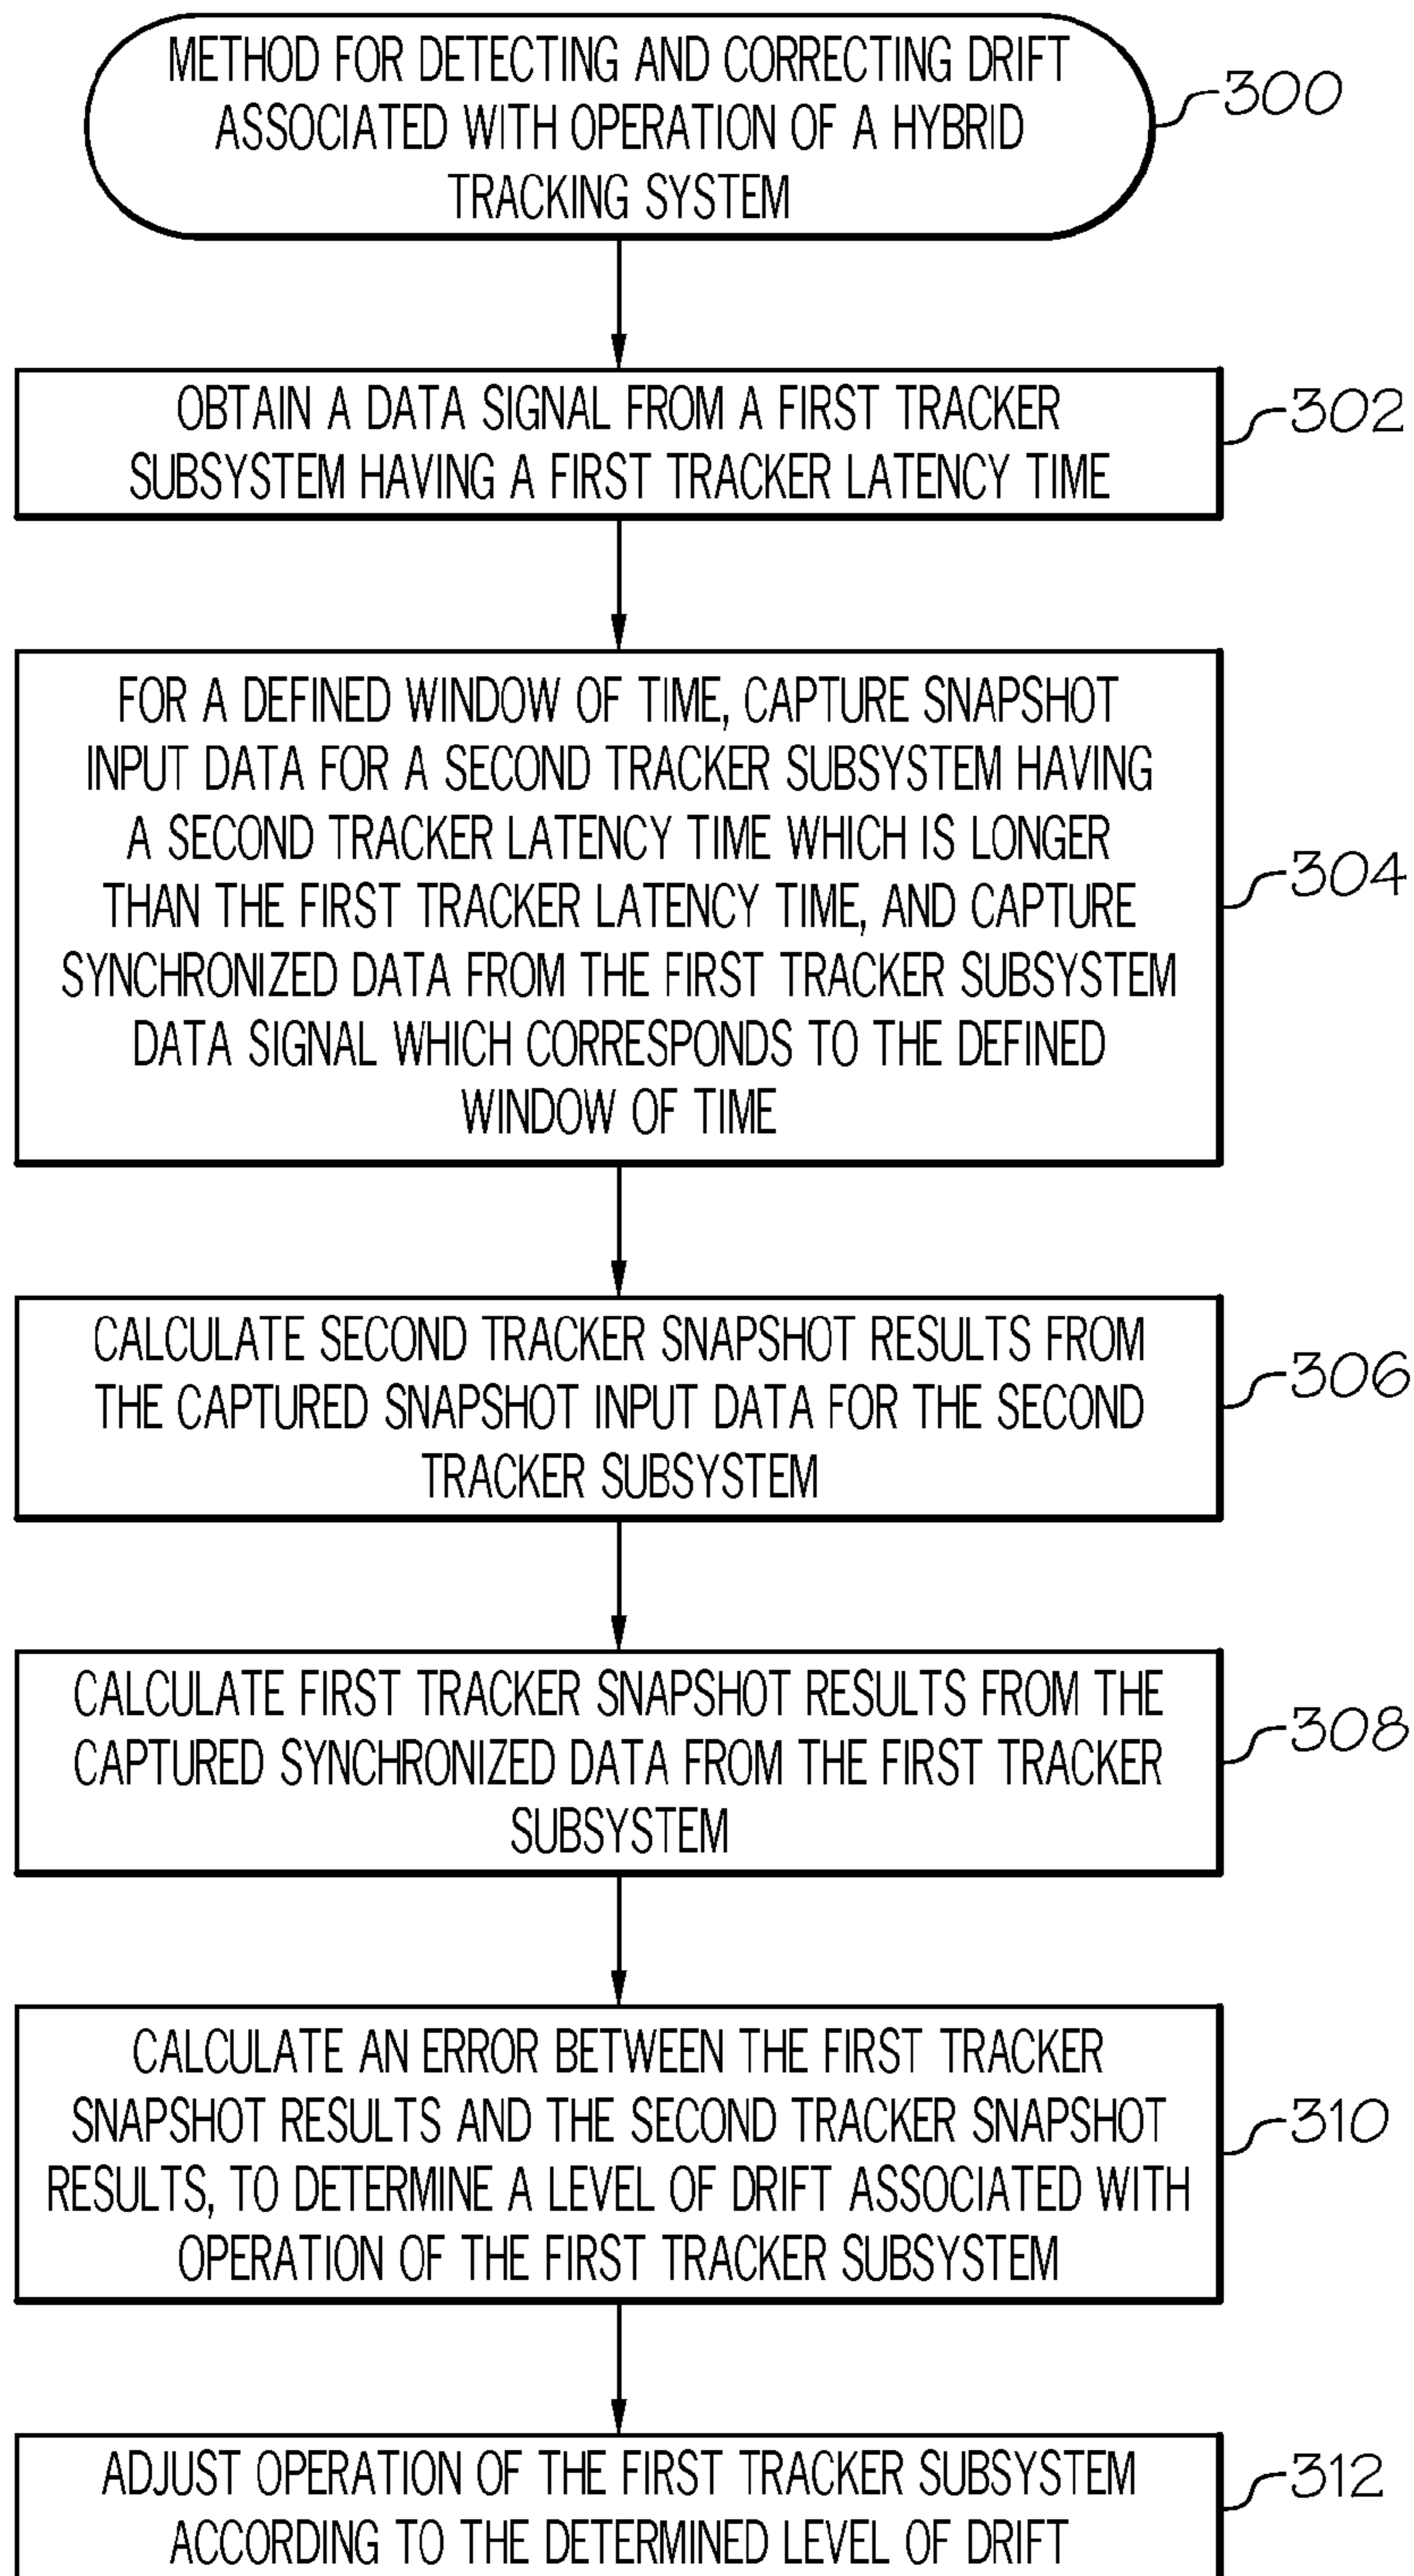 METHOD FOR DETECTING AND CORRECTING DRIFT
ASSOCIATED WITH OPERATION OF A HYBRID
TRACKING SYSTEM
300
OBTAIN A DATA SIGNAL FROM A FIRST TRACKER
SUBSYSTEM HAVING A FIRST TRACKER LATENCY TIME
302
FOR A DEFINED WINDOW OF TIME, CAPTURE SNAPSHOT
INPUT DATA FOR A SECOND TRACKER SUBSYSTEM HAVING
A SECOND TRACKER LATENCY TIME WHICH IS LONGER
THAN THE FIRST TRACKER LATENCY TIME, AND CAPTURE
SYNCHRONIZED DATA FROM THE FIRST TRACKER SUBSYSTEM
DATA SIGNAL WHICH CORRESPONDS TO THE DEFINED
WINDOW OF TIME
304
CALCULATE SECOND TRACKER SNAPSHOT RESULTS FROM
THE CAPTURED SNAPSHOT INPUT DATA FOR THE SECOND
TRACKER SUBSYSTEM
306
CALCULATE FIRST TRACKER SNAPSHOT RESULTS FROM THE
CAPTURED SYNCHRONIZED DATA FROM THE FIRST TRACKER
SUBSYSTEM
308
CALCULATE AN ERROR BETWEEN THE FIRST TRACKER
SNAPSHOT RESULTS AND THE SECOND TRACKER SNAPSHOT
RESULTS, TO DETERMINE A LEVEL OF DRIFT ASSOCIATED WITH
OPERATION OF THE FIRST TRACKER SUBSYSTEM
310
ADJUST OPERATION OF THE FIRST TRACKER SUBSYSTEM
ACCORDING TO THE DETERMINED LEVEL OF DRIFT
312